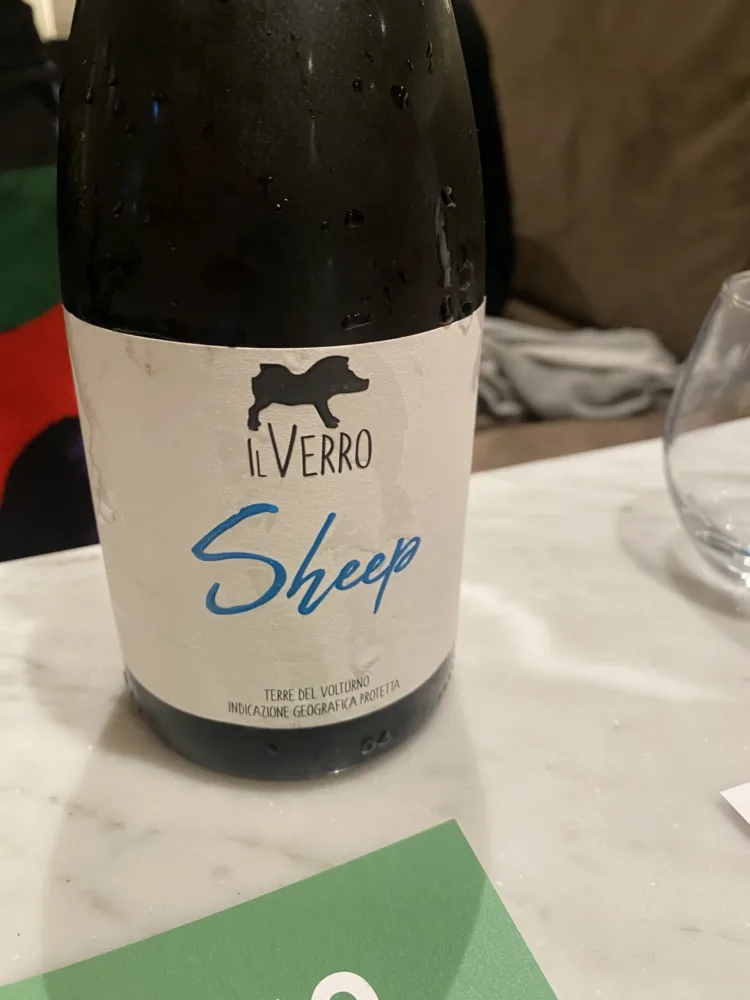 IL VERRO
Sheep
TERRE DEL VOLTURNO
INDICAZIONE GEOGRAFICA PROTETTA